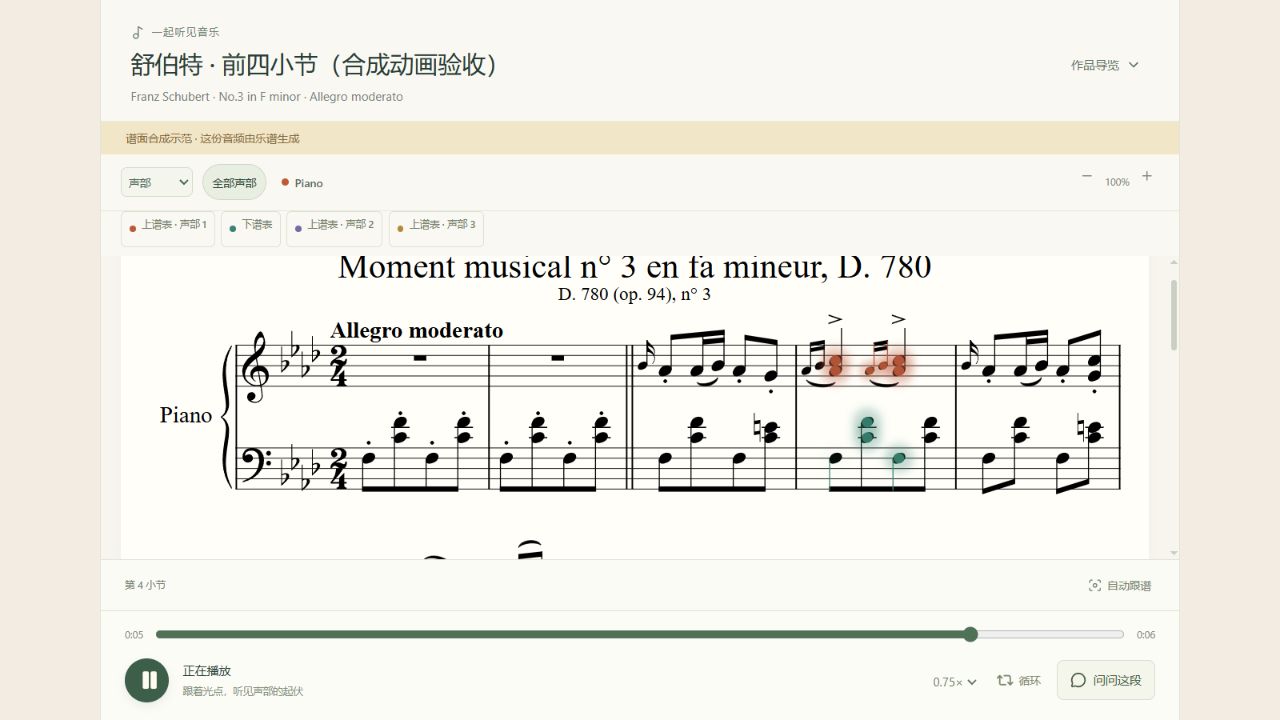 一起听见音乐
舒伯特 · 前四小节（合成动画验收）
作品导览
Franz Schubert · No.3 in F minor · Allegro moderato
谱面合成示范 · 这份音频由乐谱生成
声部 全部声部 Piano
100%
上谱表 · 声部 1 下谱表 上谱表 · 声部 2 上谱表 · 声部 3
Moment musical n° 3 en fa mineur, D. 780
D. 780 (op. 94), n° 3
Allegro moderato
Piano
第 4 小节
自动跟谱
0:05
0:06
正在播放
跟着光点，听见声部的起伏
0.75×
循环
问问这段